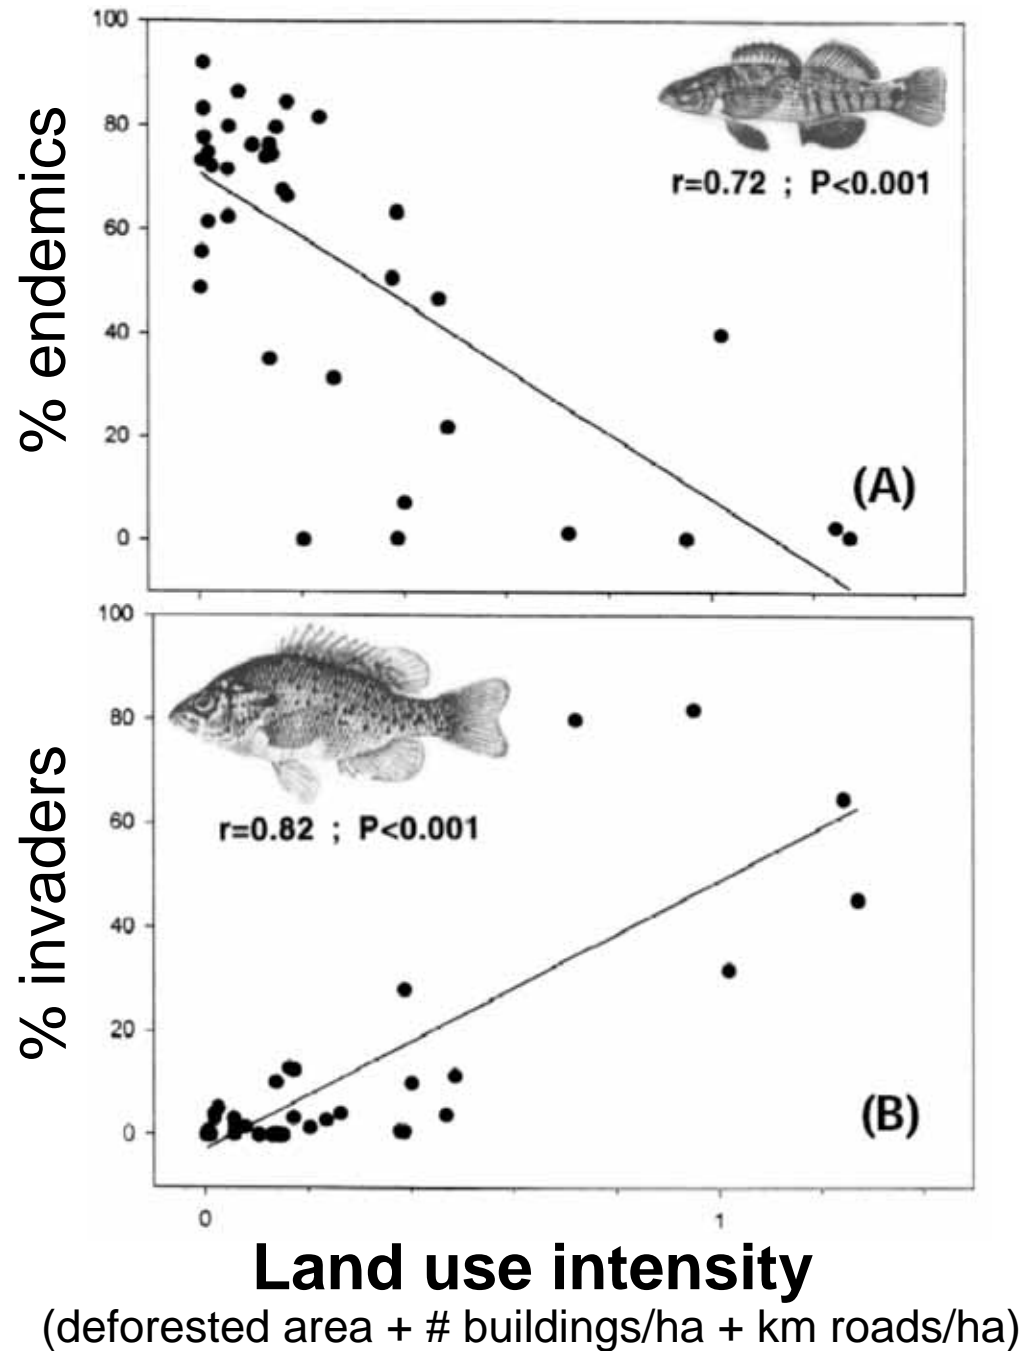 100
80
60
40
20
0
% endemics
r=0.72 ; P<0.001
(A)
100
80
60
40
20
0
% invaders
r=0.82 ; P<0.001
(B)
0 1
Land use intensity
(deforested area + # buildings/ha + km roads/ha)